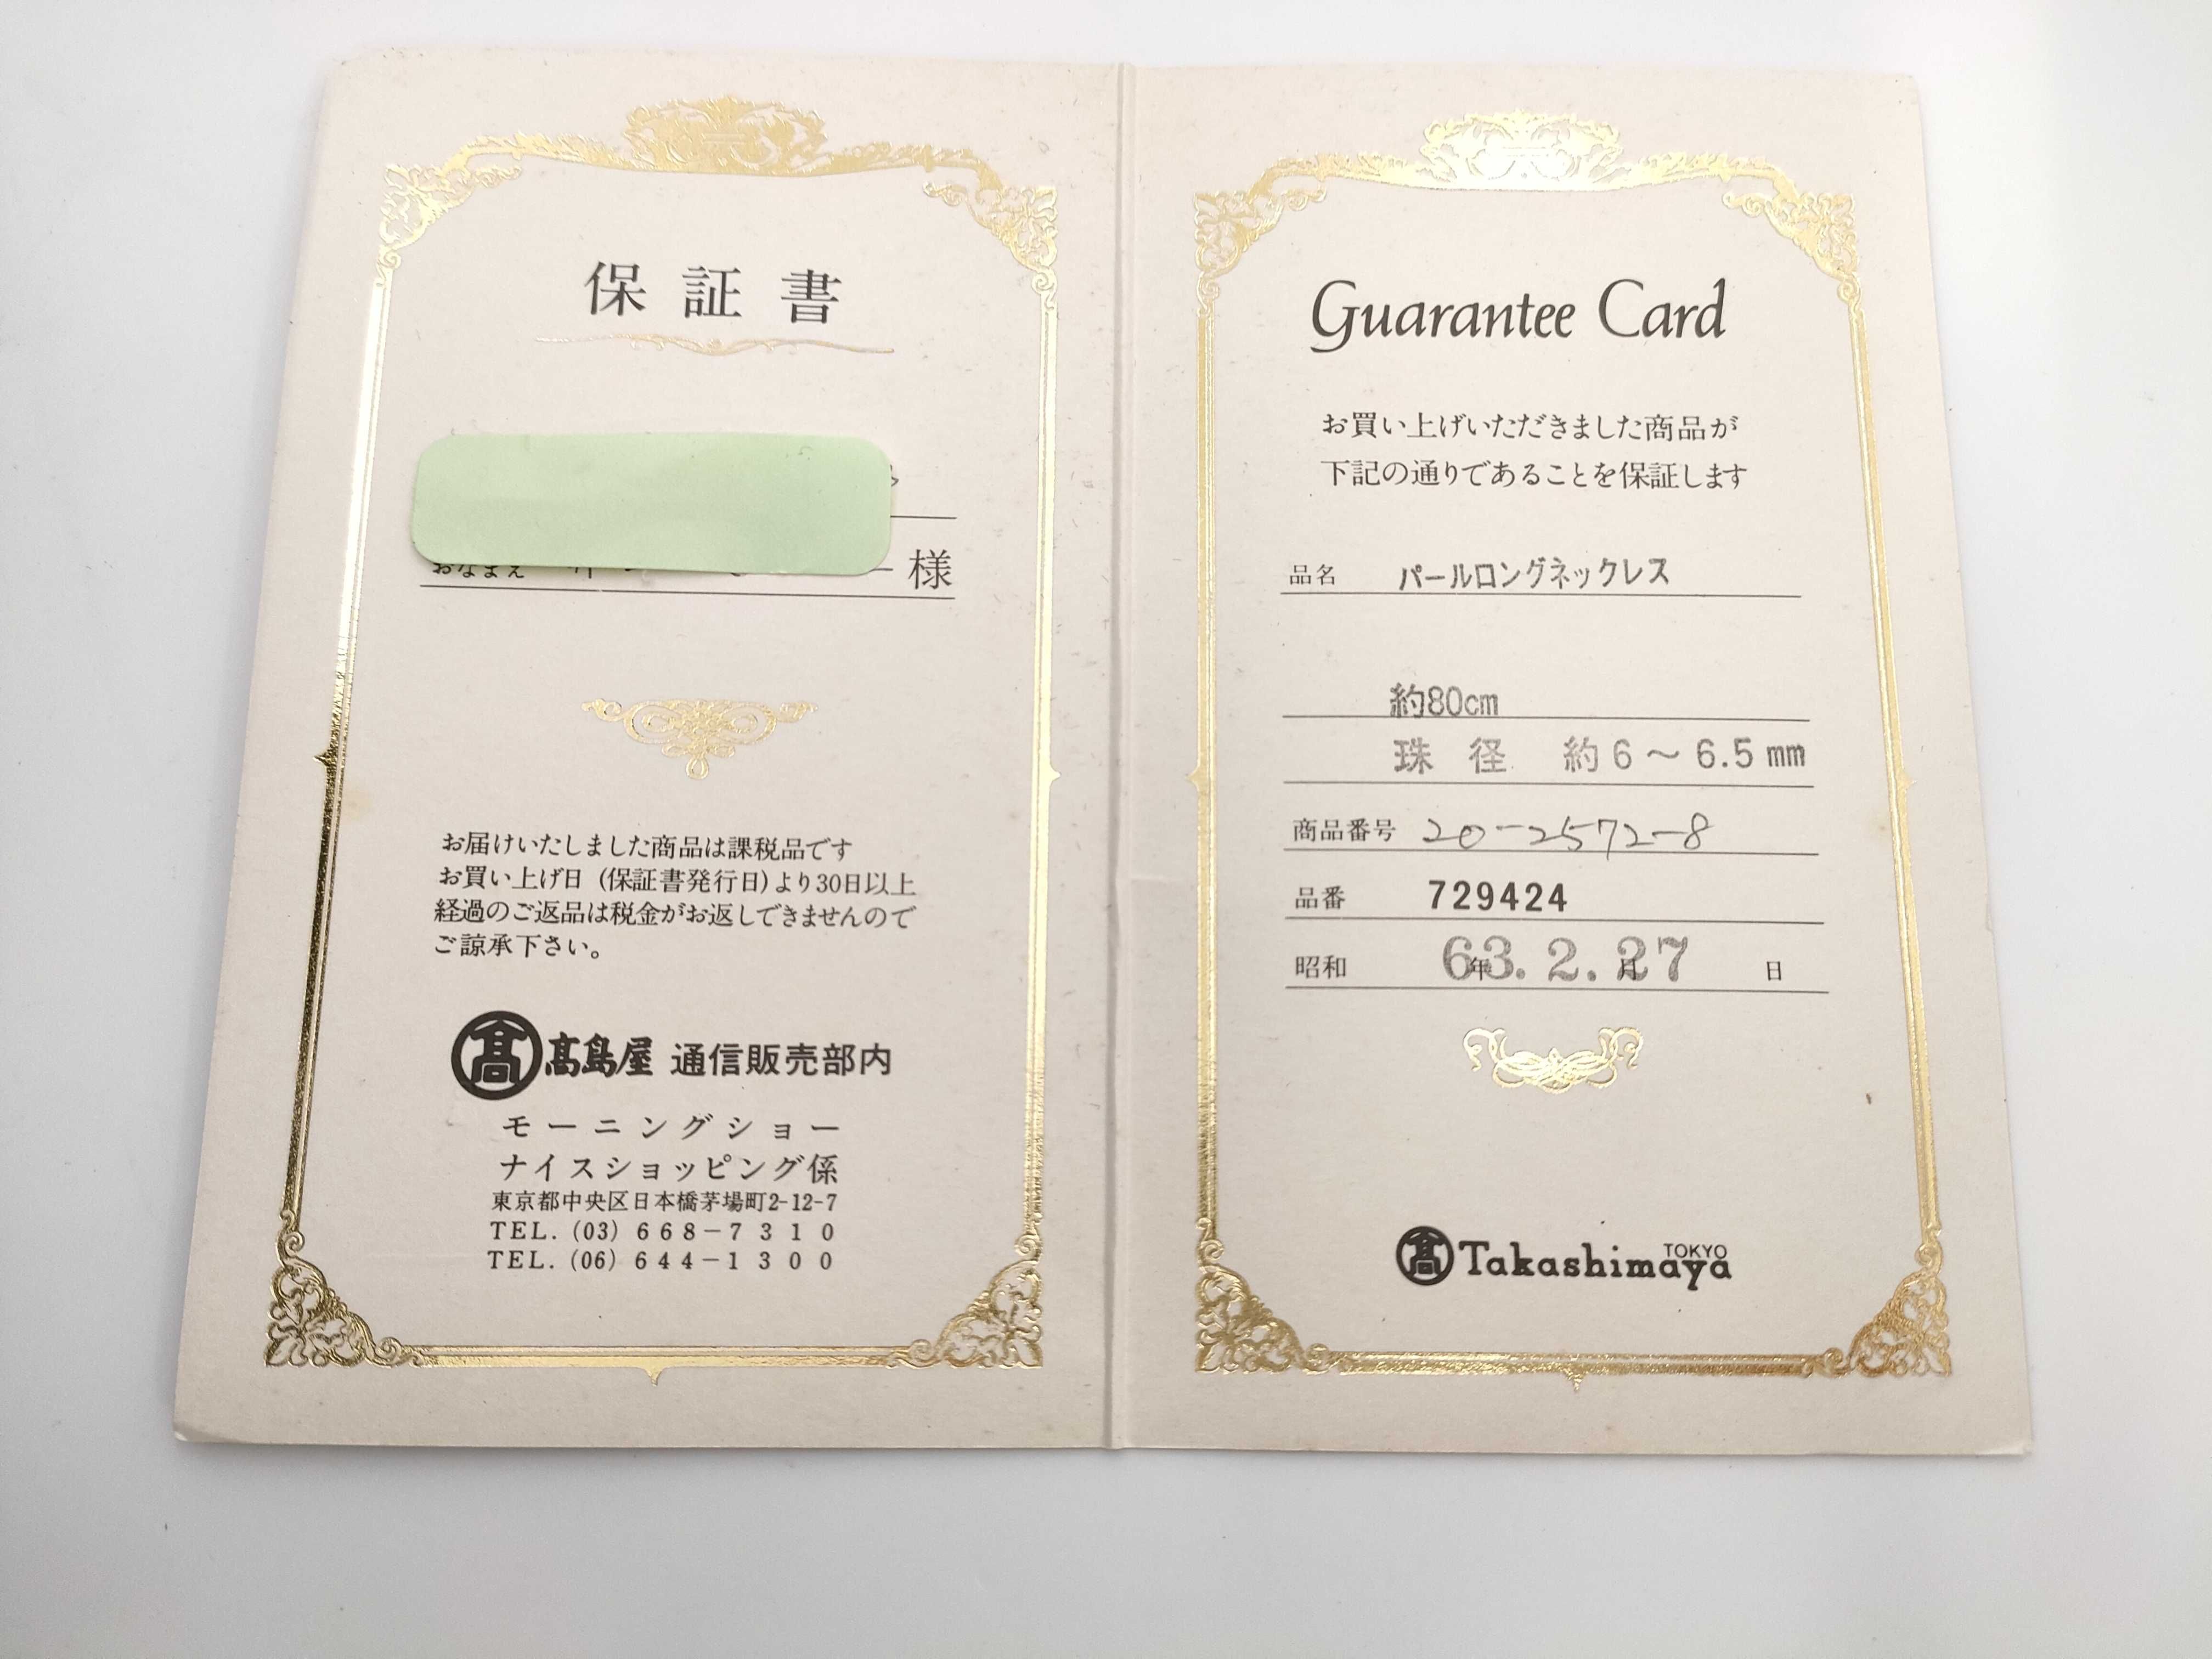 保証書
おなまえ 様
お届けいたしました商品は課税品です
お買い上げ日 (保証書発行日)より30日以上
経過のご返品は税金がお返しできませんので
ご諒承下さい。
髙 髙島屋 通信販売部内
モーニングショー
ナイスショッピング係
東京都中央区日本橋茅場町2-12-7
TEL. (03) 668-7310
TEL. (06) 644-1300
Guarantee Card
お買い上げいただきました商品が
下記の通りであることを保証します
品名 パールロングネックレス
約80cm
珠径 約6〜6.5mm
商品番号 20-2572-8
品番 729424
昭和 63年. 2. 月27 日
髙 Takashimaya TOKYO